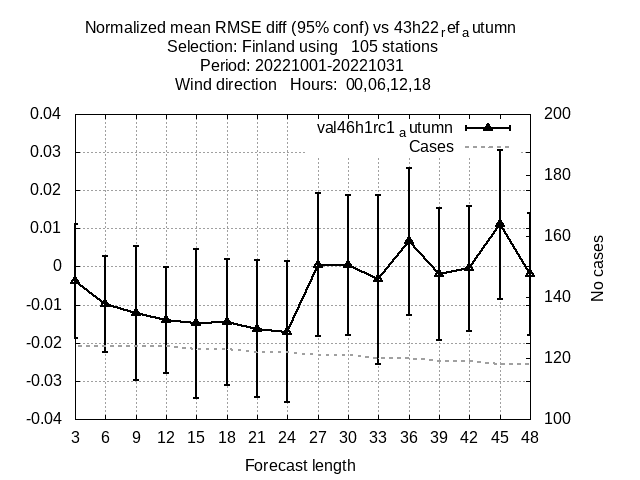 Normalized mean RMSE diff (95% conf) vs 43h22refautumn
Selection: Finland using 105 stations
Period: 20221001-20221031
Wind direction Hours: 00,06,12,18
val46h1rc1autumn
Cases
0.04
0.03
0.02
0.01
0
-0.01
-0.02
-0.03
-0.04
200
180
160
140
120
100
No cases
3 6 9 12 15 18 21 24 27 30 33 36 39 42 45 48
Forecast length